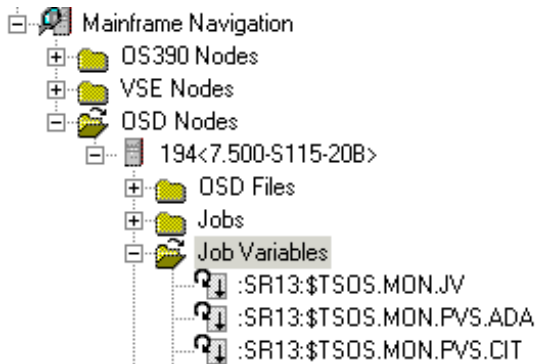 Mainframe Navigation
OS390 Nodes
VSE Nodes
OSD Nodes
194<7.500-S115-20B>
OSD Files
Jobs
Job Variables
:SR13:$TSOS.MON.JV
:SR13:$TSOS.MON.PVS.ADA
:SR13:$TSOS.MON.PVS.CIT